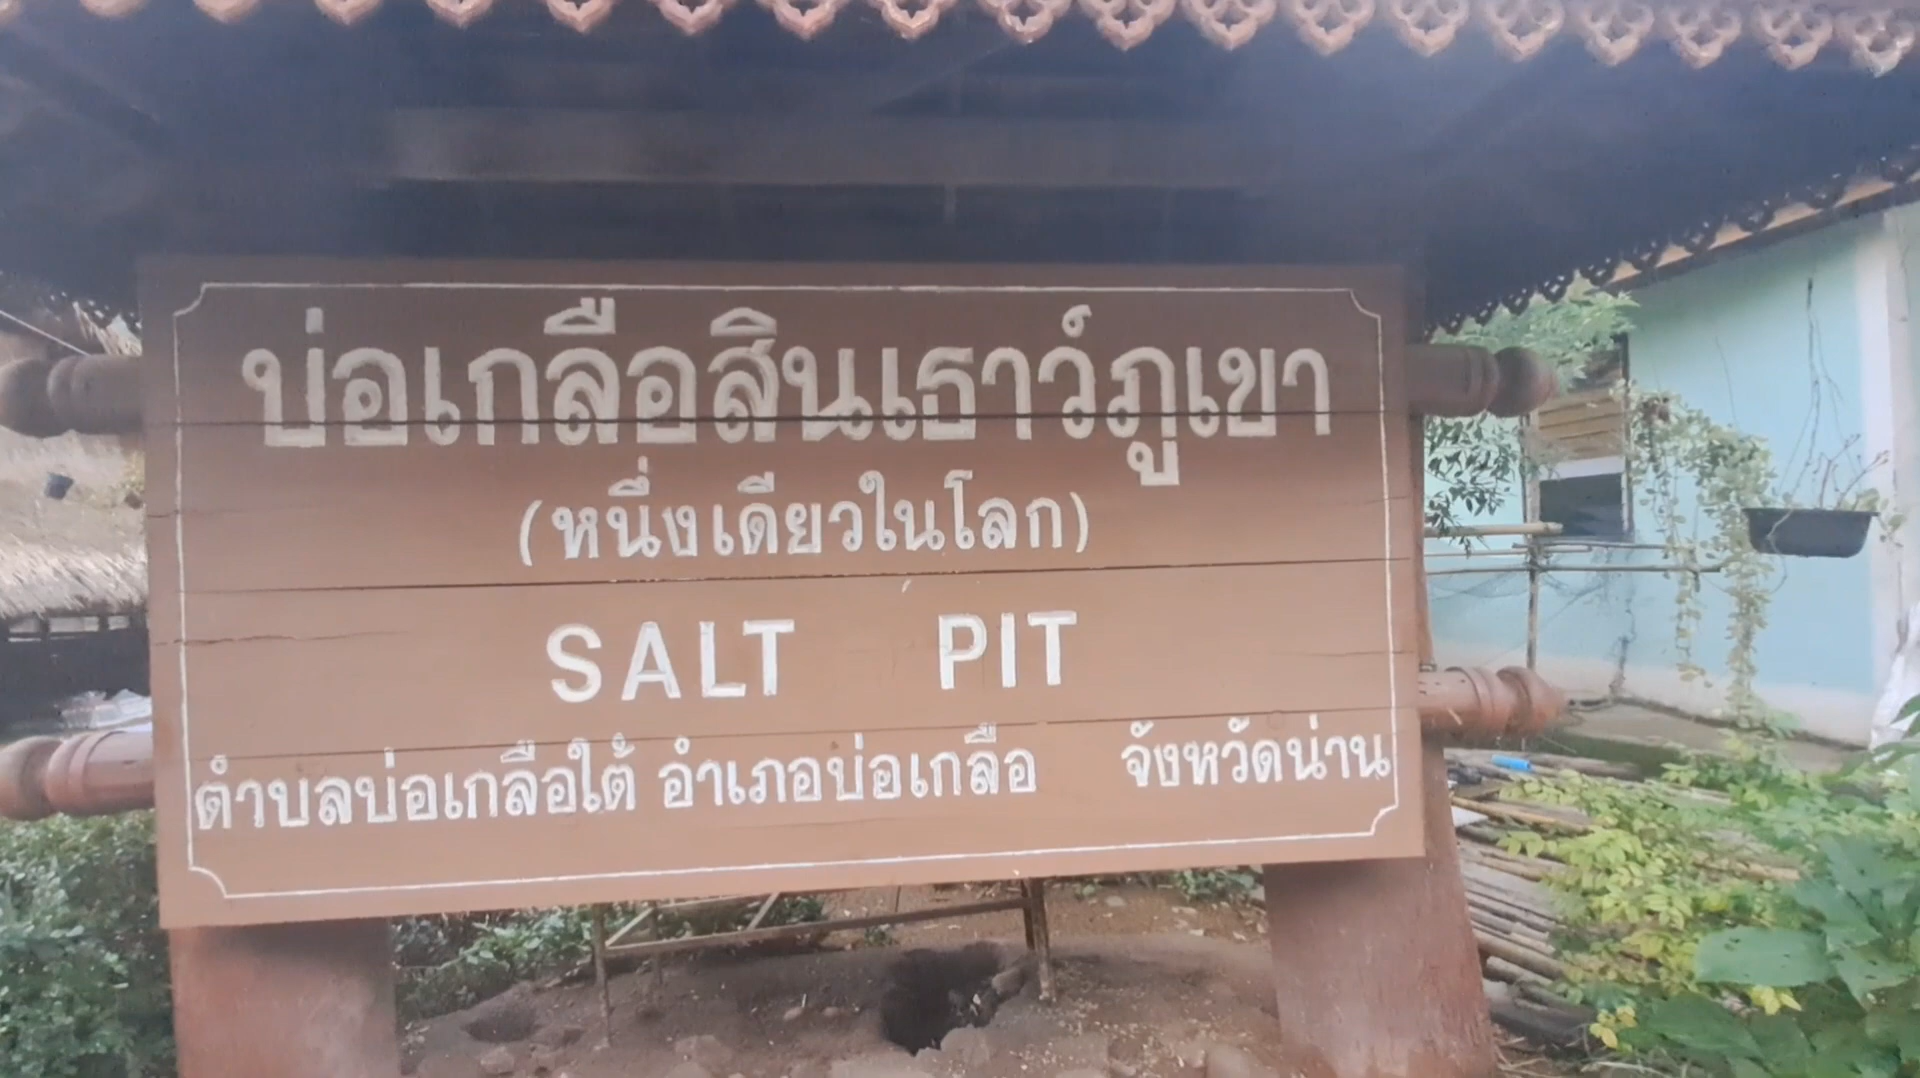 บ่อเกลือสินเธาว์ภูเขา
(หนึ่งเดียวในโลก)
SALT PIT
ตำบลบ่อเกลือใต้ อำเภอบ่อเกลือ จังหวัดน่าน